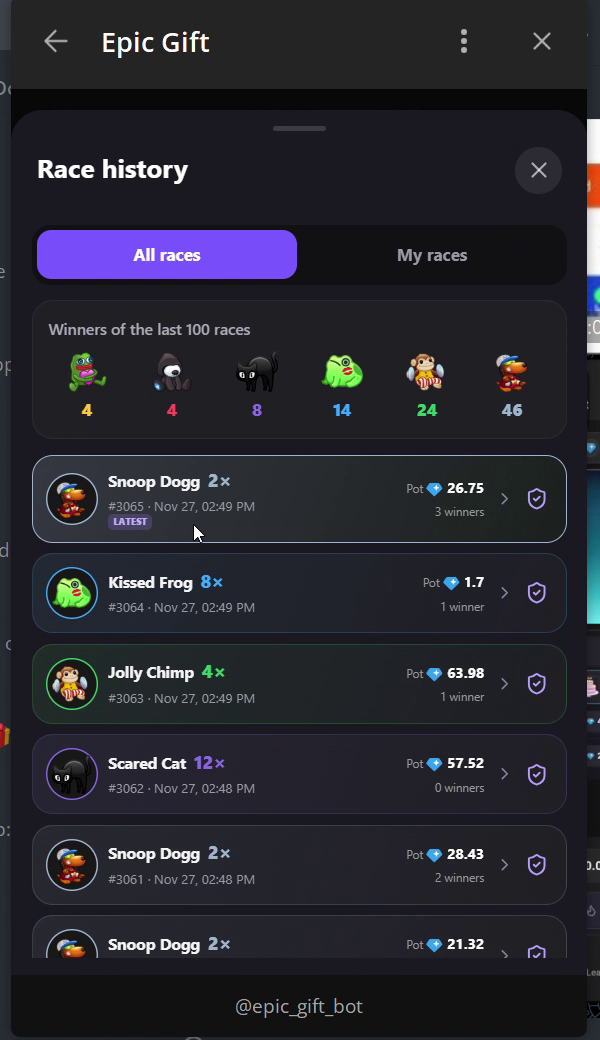 Epic Gift
Race history
All races
My races
Winners of the last 100 races
4
4
8
14
24
46
Snoop Dogg 2×
Pot 26.75
#3065 · Nov 27, 02:49 PM
3 winners
LATEST
Kissed Frog 8×
Pot 1.7
#3064 · Nov 27, 02:49 PM
1 winner
Jolly Chimp 4×
Pot 63.98
#3063 · Nov 27, 02:49 PM
1 winner
Scared Cat 12×
Pot 57.52
#3062 · Nov 27, 02:48 PM
0 winners
Snoop Dogg 2×
Pot 28.43
#3061 · Nov 27, 02:48 PM
2 winners
Snoop Dogg 2×
Pot 21.32
@epic_gift_bot